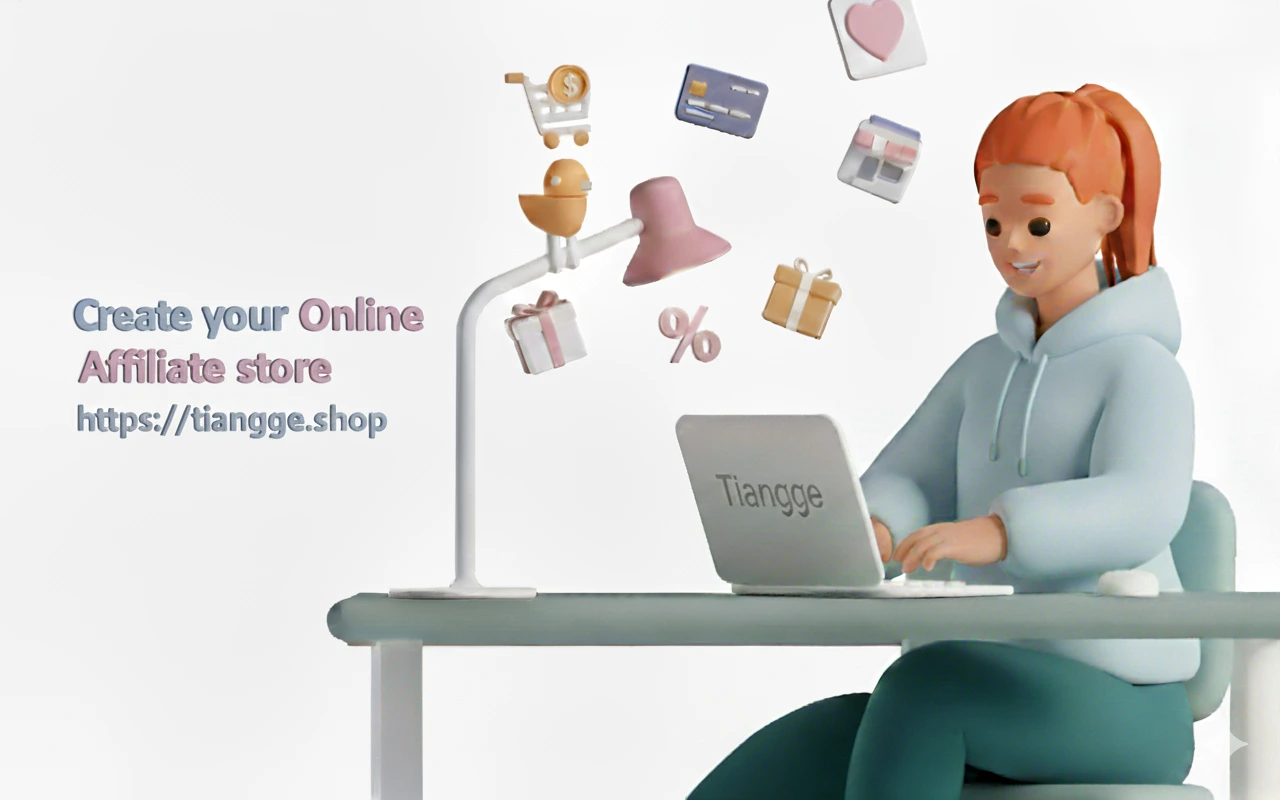 Create your Online
Affiliate store
https://tiangge.shop
$
%
Tiangge